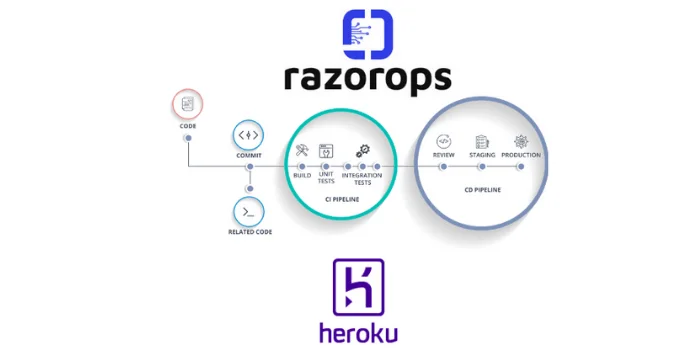 razorops
CODE
COMMIT
RELATED CODE
BUILD
UNIT
TESTS
INTEGRATION
TESTS
CI PIPELINE
REVIEW
STAGING
PRODUCTION
CD PIPELINE
heroku